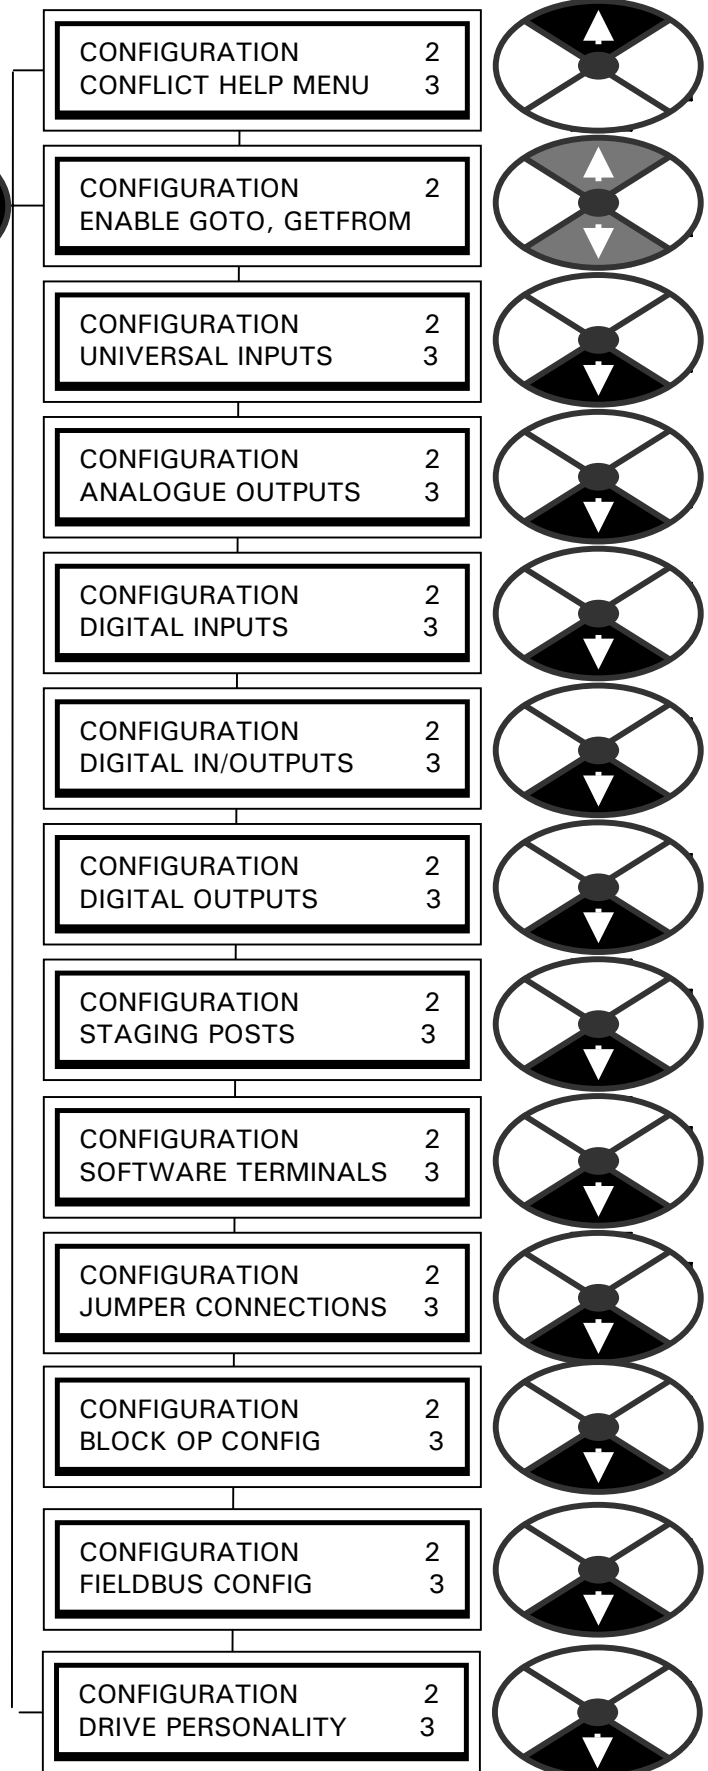 CONFIGURATION 2
CONFLICT HELP MENU 3
CONFIGURATION 2
ENABLE GOTO, GETFROM
CONFIGURATION 2
UNIVERSAL INPUTS 3
CONFIGURATION 2
ANALOGUE OUTPUTS 3
CONFIGURATION 2
DIGITAL INPUTS 3
CONFIGURATION 2
DIGITAL IN/OUTPUTS 3
CONFIGURATION 2
DIGITAL OUTPUTS 3
CONFIGURATION 2
STAGING POSTS 3
CONFIGURATION 2
SOFTWARE TERMINALS 3
CONFIGURATION 2
JUMPER CONNECTIONS 3
CONFIGURATION 2
BLOCK OP CONFIG 3
CONFIGURATION 2
FIELDBUS CONFIG 3
CONFIGURATION 2
DRIVE PERSONALITY 3